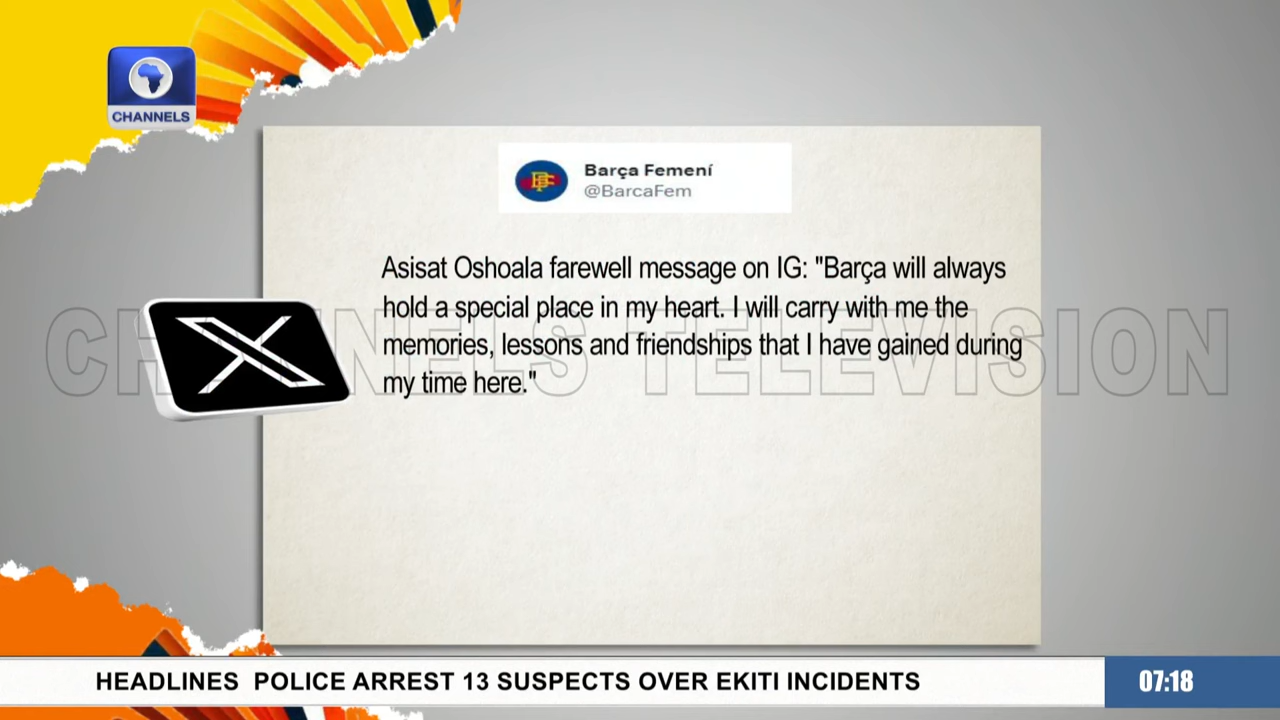 CHANNELS
Barça Femení
@BarcaFem
Asisat Oshoala farewell message on IG: "Barça will always
hold a special place in my heart. I will carry with me the
memories, lessons and friendships that I have gained during
my time here."
CHANNELS TELEVISION
HEADLINES POLICE ARREST 13 SUSPECTS OVER EKITI INCIDENTS
07:18